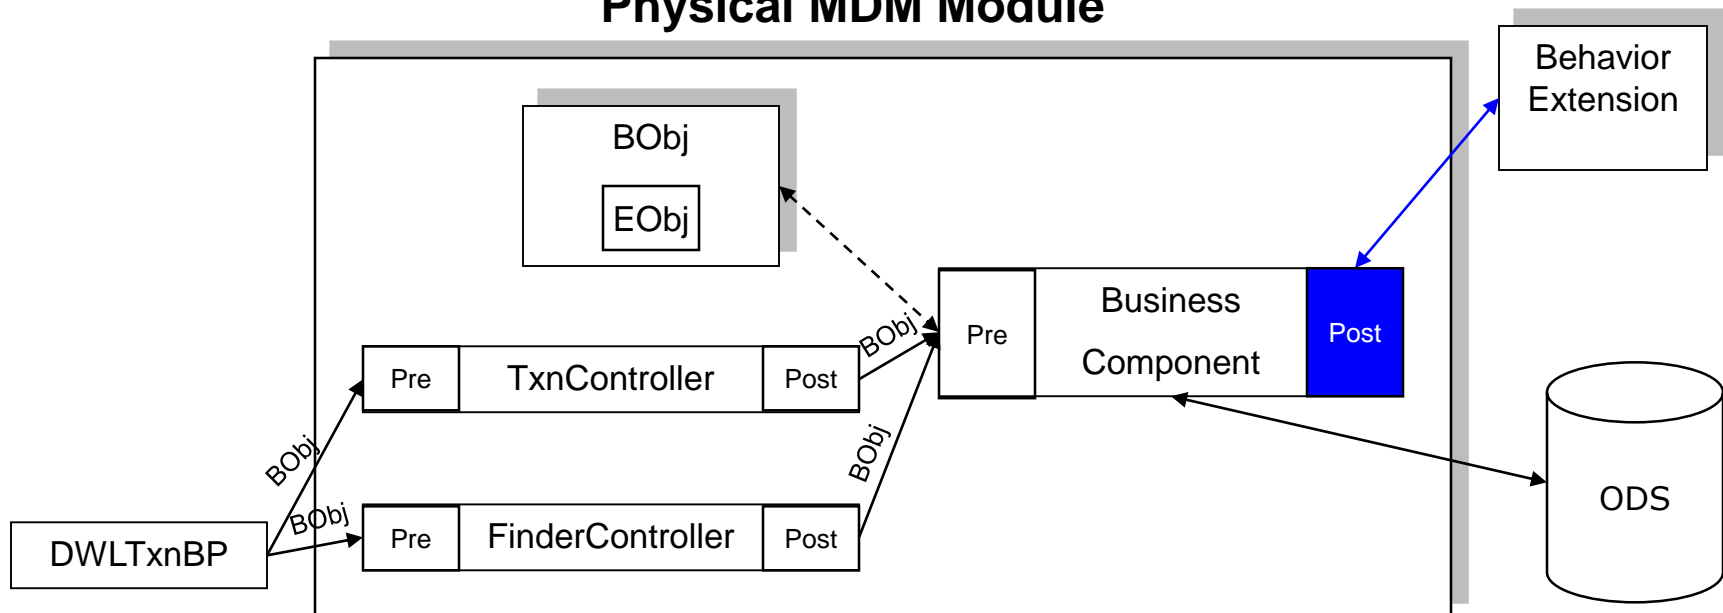 Physical MDM Module
Behavior
Extension
BObj
EObj
Pre
Business
Component
Post
BObj
Pre
TxnController
Post
BObj
BObj
ODS
BObj
Pre
FinderController
Post
DWLTxnBP